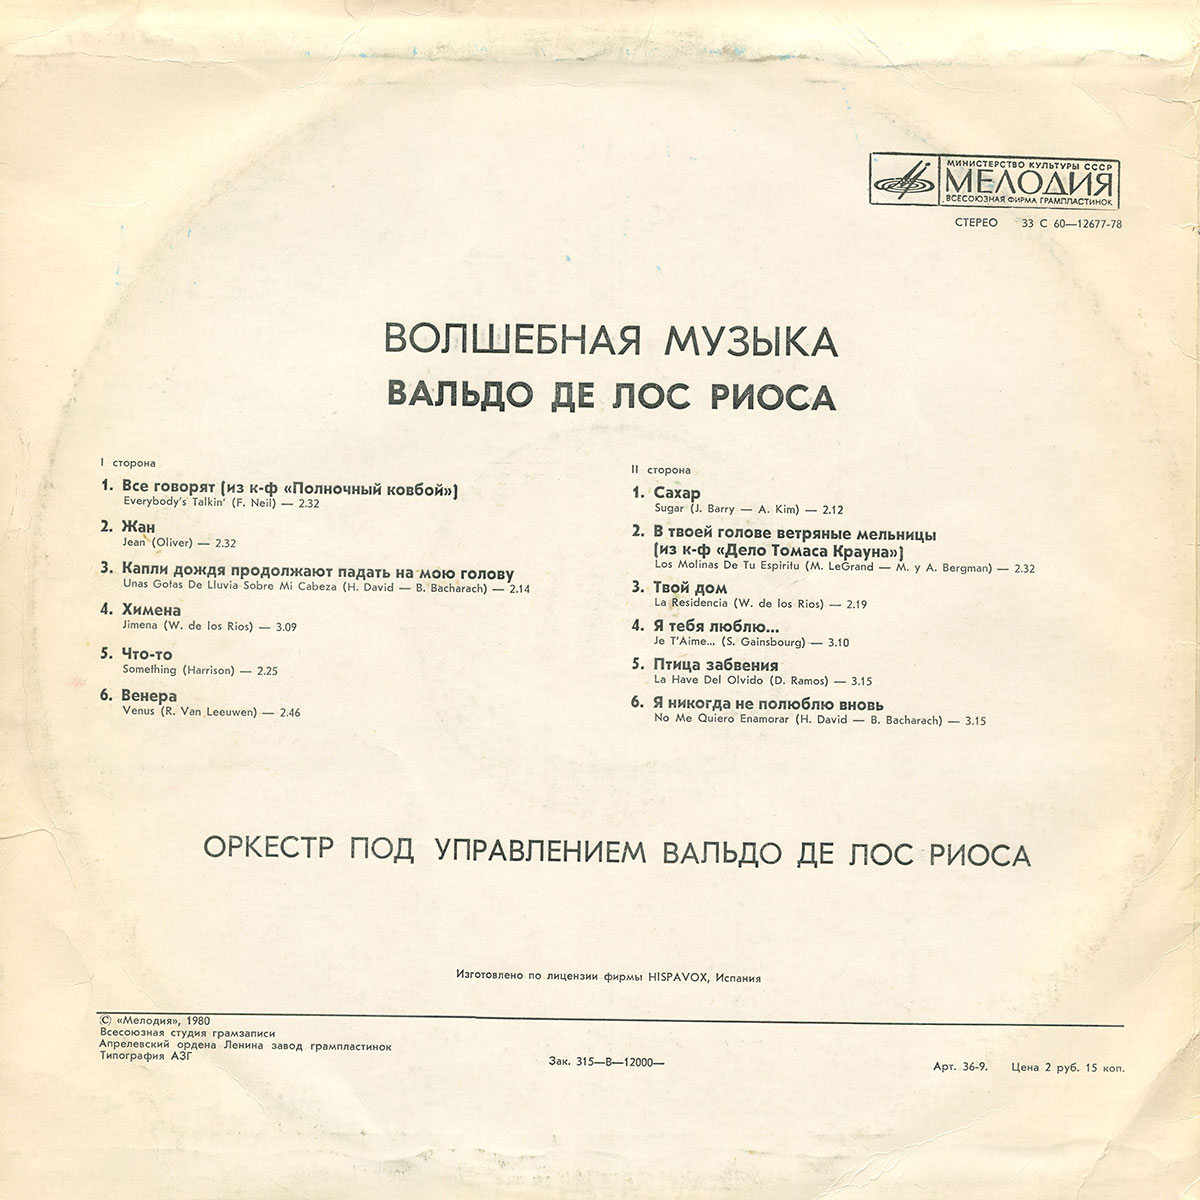 МИНИСТЕРСТВО КУЛЬТУРЫ СССР
МЕЛОДИЯ
ВСЕСОЮЗНАЯ ФИРМА ГРАМПЛАСТИНОК
СТЕРЕО 33 С 60—12677-78
ВОЛШЕБНАЯ МУЗЫКА
ВАЛЬДО ДЕ ЛОС РИОСА
I сторона
1. Все говорят (из к-ф «Полночный ковбой»)
Everybody's Talkin' (F. Neil) — 2.32
2. Жан
Jean (Oliver) — 2.32
3. Капли дождя продолжают падать на мою голову
Unas Gotas De Lluvia Sobre Mi Cabeza (H. David — B. Bacharach) — 2.14
4. Химена
Jimena (W. de los Rios) — 3.09
5. Что-то
Something (Harrison) — 2.25
6. Венера
Venus (R. Van Leeuwen) — 2.46
II сторона
1. Сахар
Sugar (J. Barry — A. Kim) — 2.12
2. В твоей голове ветряные мельницы
(из к-ф «Дело Томаса Крауна»)
Los Molinas De Tu Espiritu (M. LeGrand — M. y A. Bergman) — 2.32
3. Твой дом
La Residencia (W. de los Rios) — 2.19
4. Я тебя люблю...
Je T'Aime... (S. Gainsbourg) — 3.10
5. Птица забвения
La Have Del Olvido (D. Ramos) — 3.15
6. Я никогда не полюблю вновь
No Me Quiero Enamorar (H. David — B. Bacharach) — 3.15
ОРКЕСТР ПОД УПРАВЛЕНИЕМ ВАЛЬДО ДЕ ЛОС РИОСА
Изготовлено по лицензии фирмы HISPAVOX, Испания
(C) «Мелодия», 1980
Всесоюзная студия грамзаписи
Апрелевский ордена Ленина завод грампластинок
Типография АЗГ
Зак. 315—В—12000—
Арт. 36-9. Цена 2 руб. 15 коп.